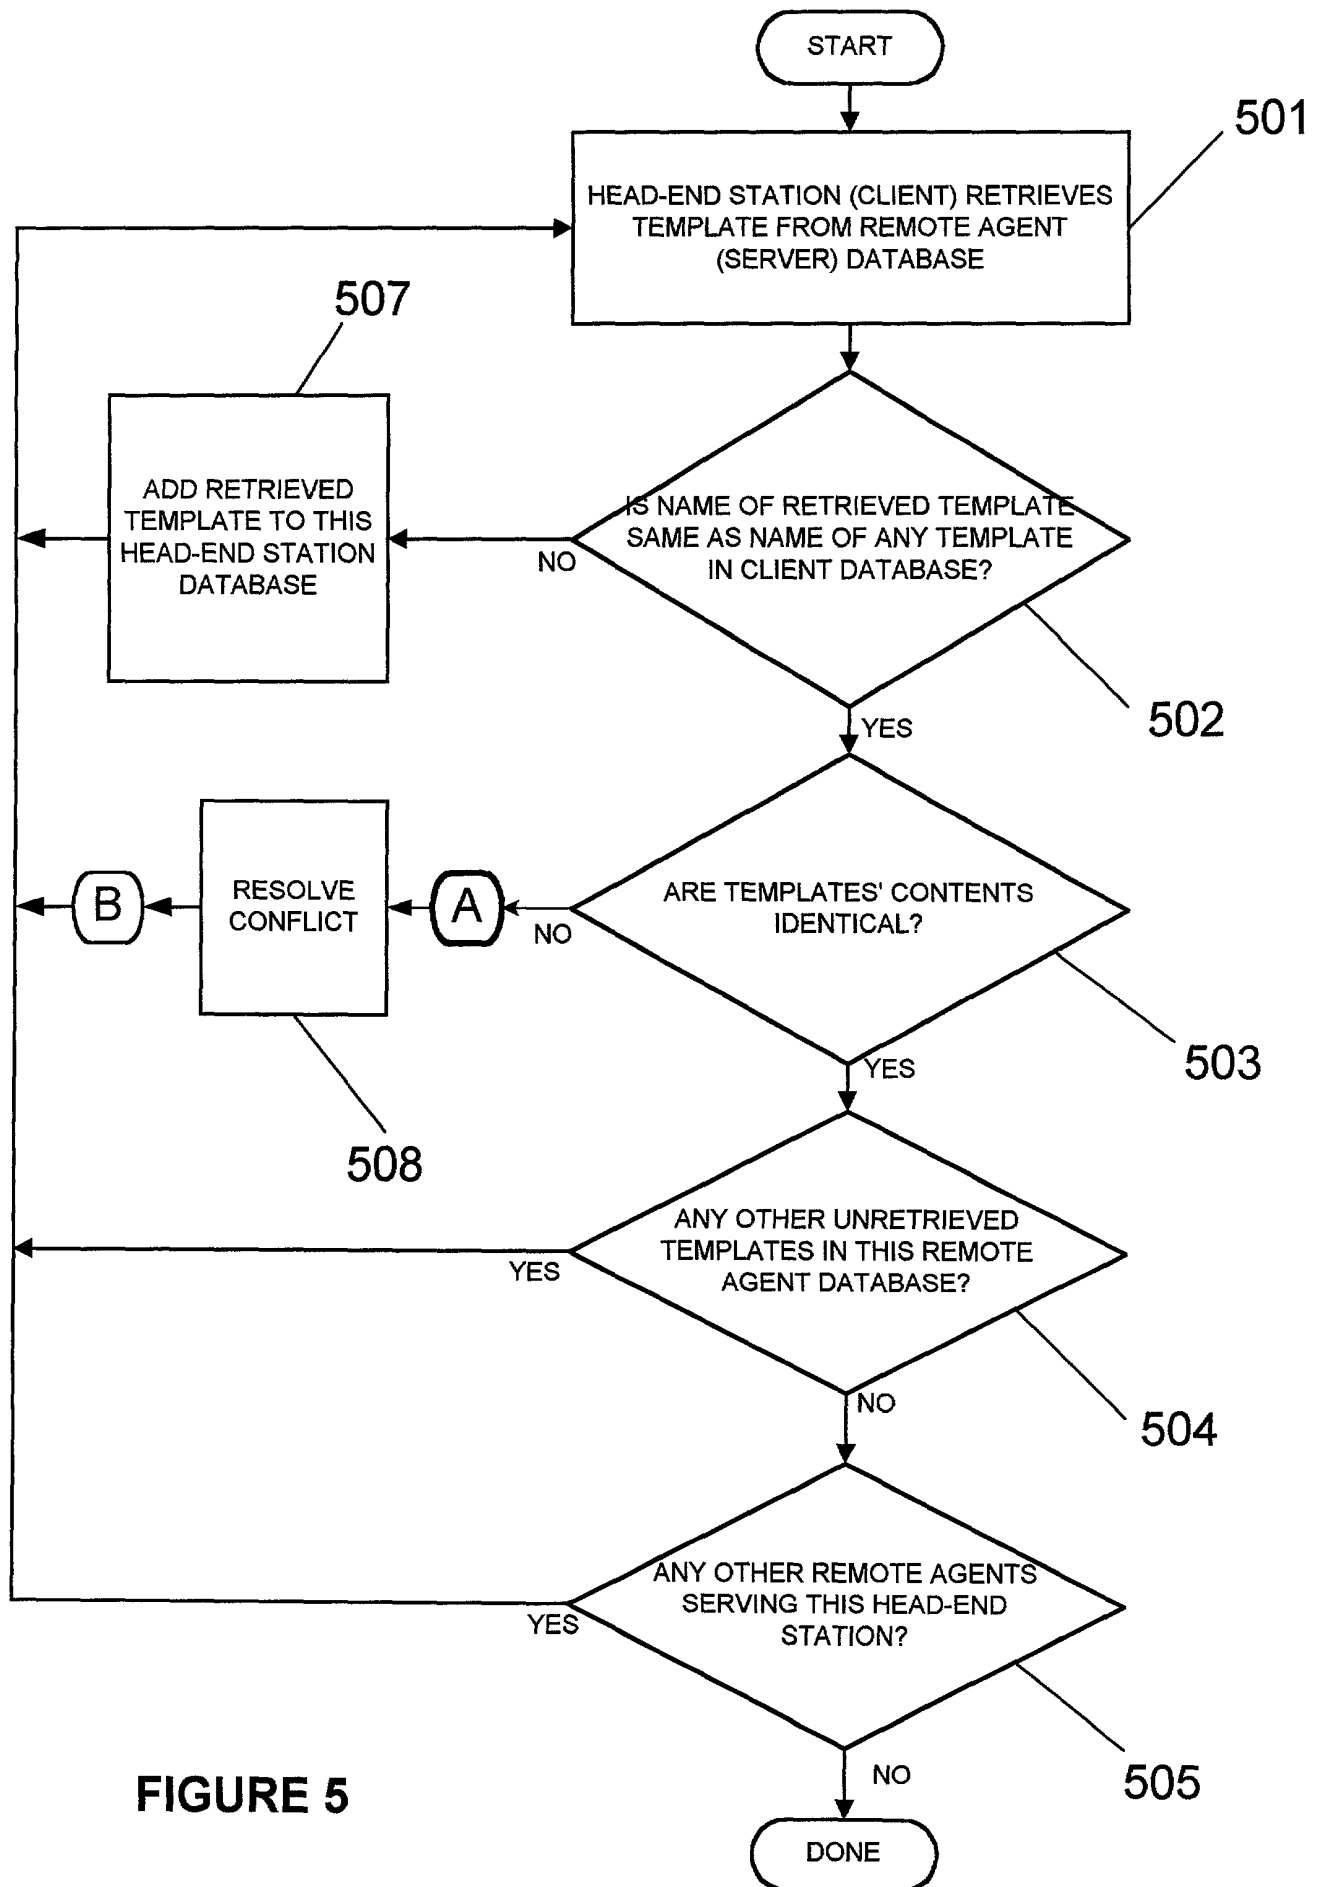 START
501
HEAD-END STATION (CLIENT) RETRIEVES
TEMPLATE FROM REMOTE AGENT
(SERVER) DATABASE
507
ADD RETRIEVED
TEMPLATE TO THIS
HEAD-END STATION
DATABASE
NO
IS NAME OF RETRIEVED TEMPLATE
SAME AS NAME OF ANY TEMPLATE
IN CLIENT DATABASE?
502
YES
B
RESOLVE
CONFLICT
A
NO
ARE TEMPLATES' CONTENTS
IDENTICAL?
503
YES
508
ANY OTHER UNRETRIEVED
TEMPLATES IN THIS REMOTE
AGENT DATABASE?
YES
504
NO
ANY OTHER REMOTE AGENTS
SERVING THIS HEAD-END
STATION?
YES
505
NO
FIGURE 5
DONE